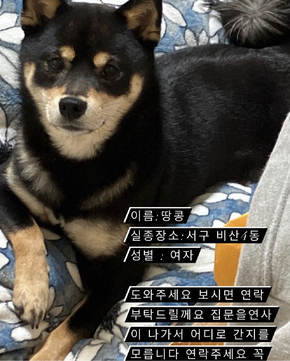 이름:땅콩
실종장소:서구 비산4동
성별 : 여자
도와주세요 보시면 연락
부탁드릴께요 집문을연사
이 나가서 어디로 간지를
모릅니다 연락주세요 꼭